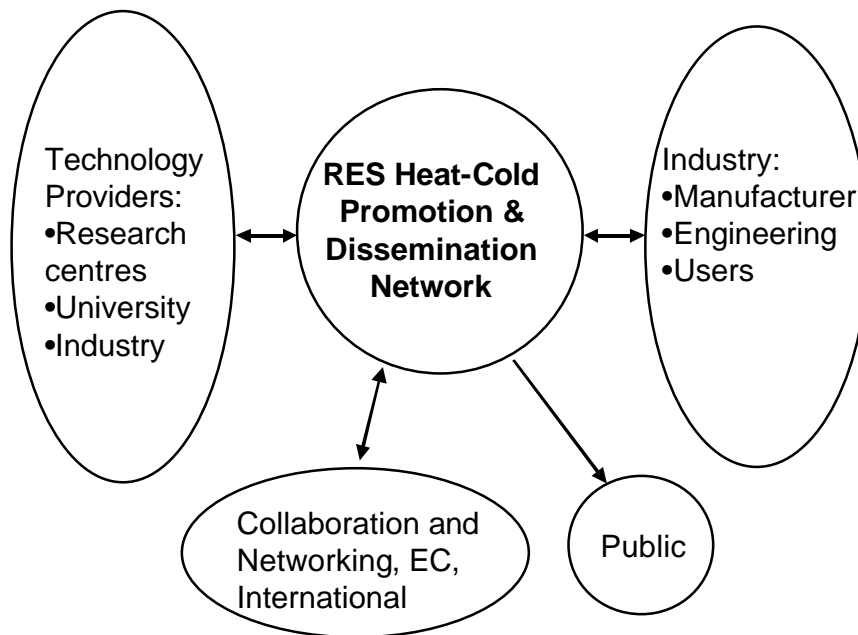 Technology
Providers:
•Research
centres
•University
•Industry
RES Heat-Cold
Promotion &
Dissemination
Network
Industry:
•Manufacturer
•Engineering
•Users
Collaboration and
Networking, EC,
International
Public